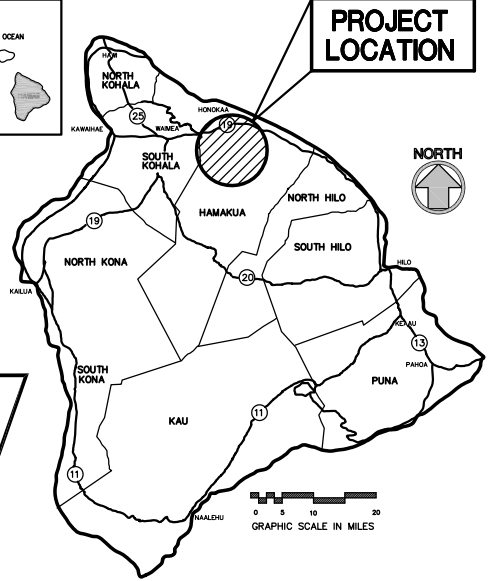 PROJECT
LOCATION
OCEAN
HAWI
NORTH
KOHALA
25
HONOKAA
KAWAIHAE
WAIMEA
19
SOUTH
KOHALA
NORTH
HAMAKUA
NORTH HILO
19
SOUTH HILO
NORTH KONA
HILO
20
KAILUA
KEAAU
13
PAHOA
SOUTH
KONA
PUNA
KAU
11
11
NAALEHU
0 5 10 20
GRAPHIC SCALE IN MILES